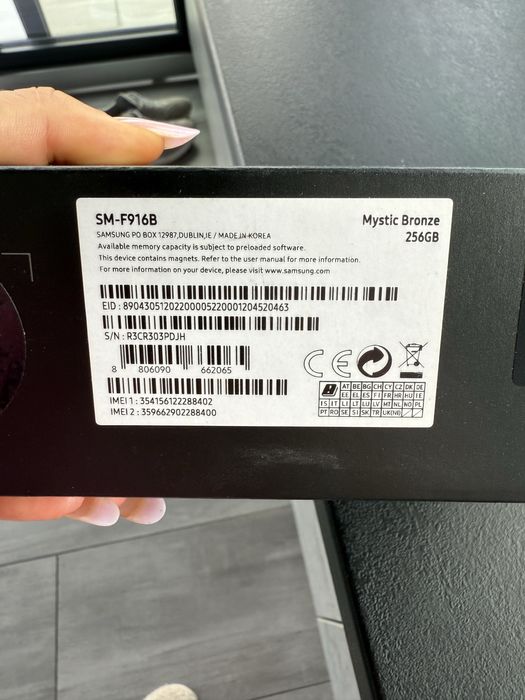 SM-F916B
Mystic Bronze
256GB
SAMSUNG PO BOX 12987,DUBLIN,IE / MADE IN KOREA
Available memory capacity is subject to preloaded software.
This device contains magnets. Refer to the user manual for more information.
For more information on your device, please visit www.samsung.com
EID : 89043051202200005220001204520463
S/N : R3CR303PDJH
8 806090 662065
IMEI 1 : 354156122288402
IMEI 2 : 359662902288400
CE
AT BE BG CH CY CZ DK DE
EE EL ES FI FR HR HU IE
IS IT LI LT LU LV MT NL NO PL
PT RO SE SI SK TR UK(NI)